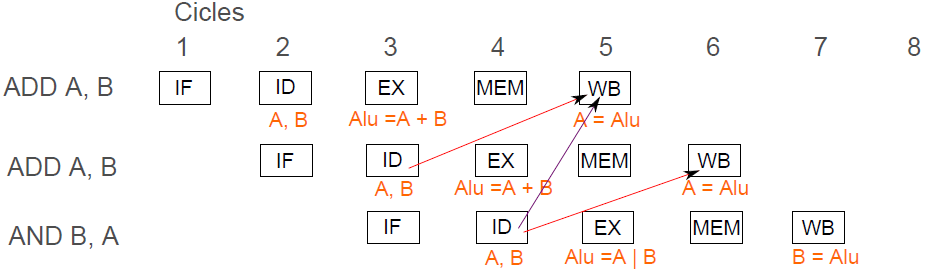 Cicles
1 2 3 4 5 6 7 8
ADD A, B IF ID EX MEM WB
A, B Alu =A + B A = Alu
ADD A, B IF ID EX MEM WB
A, B Alu =A + B A = Alu
AND B, A IF ID EX MEM WB
A, B Alu =A | B B = Alu